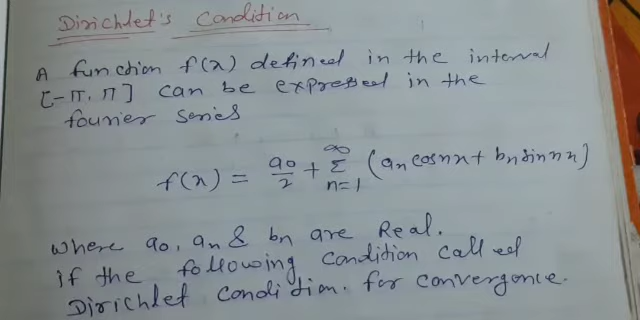 Dirichlet's Condition
A function f(x) defined in the interval
[-π, π] can be expressed in the
fourier series
f(x) = a0/2 + ∞Σn=1 (an cosnx + bn sinnx)
where a0, an & bn are Real.
if the following condition called
Dirichlet condition. for convergence.